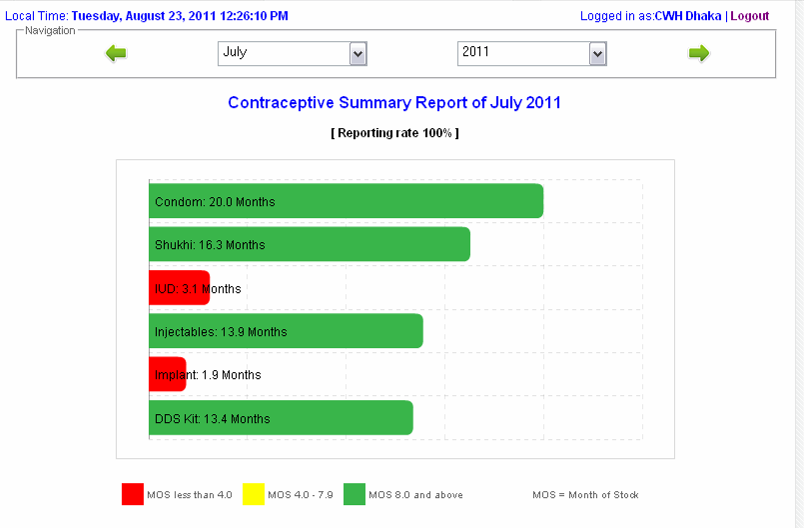 Local Time: Tuesday, August 23, 2011 12:26:10 PM Logged in as:CWH Dhaka | Logout
Navigation
July 2011
Contraceptive Summary Report of July 2011
[ Reporting rate 100% ]
Condom: 20.0 Months
Shukhi: 16.3 Months
IUD: 3.1 Months
Injectables: 13.9 Months
Implant: 1.9 Months
DDS Kit: 13.4 Months
MOS less than 4.0 MOS 4.0 - 7.9 MOS 8.0 and above MOS = Month of Stock